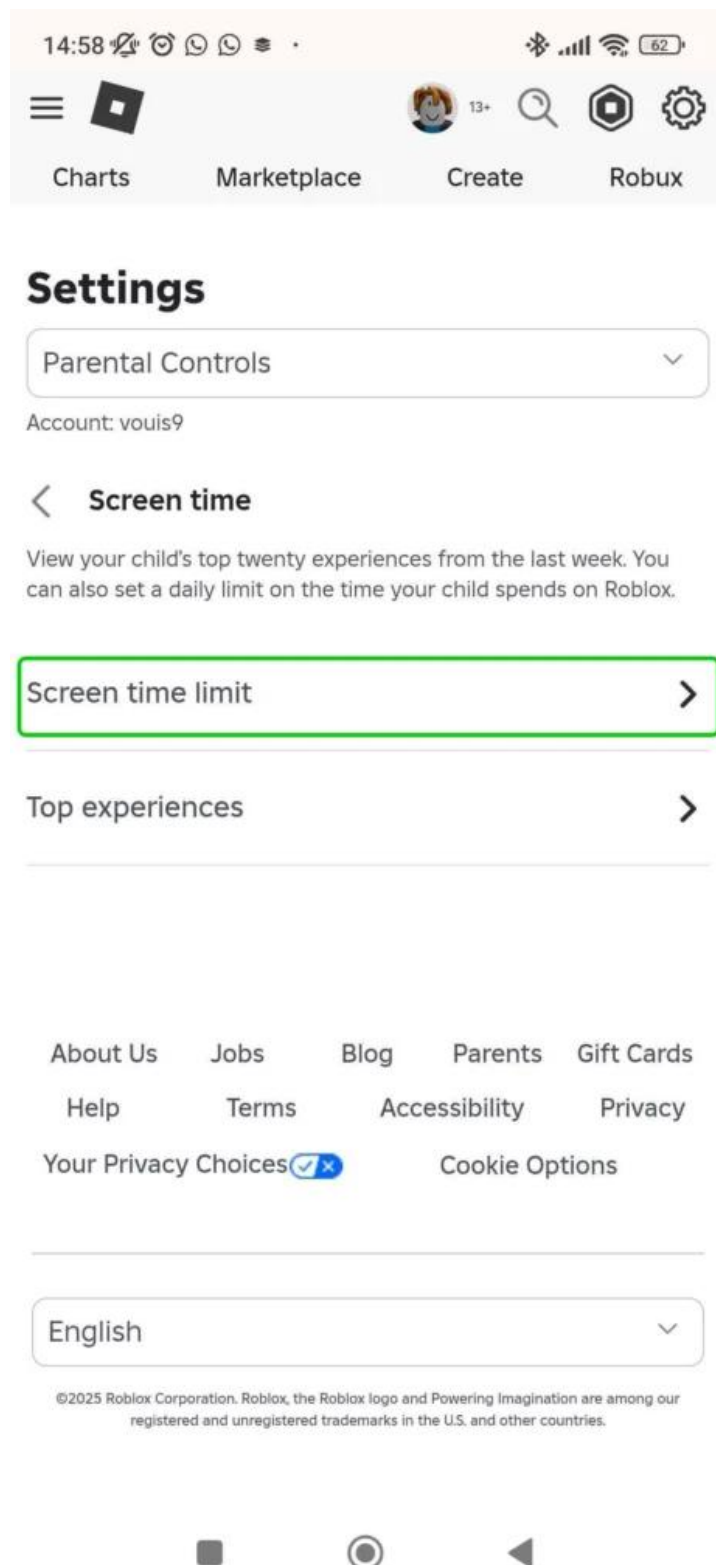 14:58 62
13+
Charts Marketplace Create Robux
Settings
Parental Controls
Account: vouis9
Screen time
View your child's top twenty experiences from the last week. You
can also set a daily limit on the time your child spends on Roblox.
Screen time limit
Top experiences
About Us Jobs Blog Parents Gift Cards
Help Terms Accessibility Privacy
Your Privacy Choices Cookie Options
English
©2025 Roblox Corporation. Roblox, the Roblox logo and Powering Imagination are among our
registered and unregistered trademarks in the U.S. and other countries.